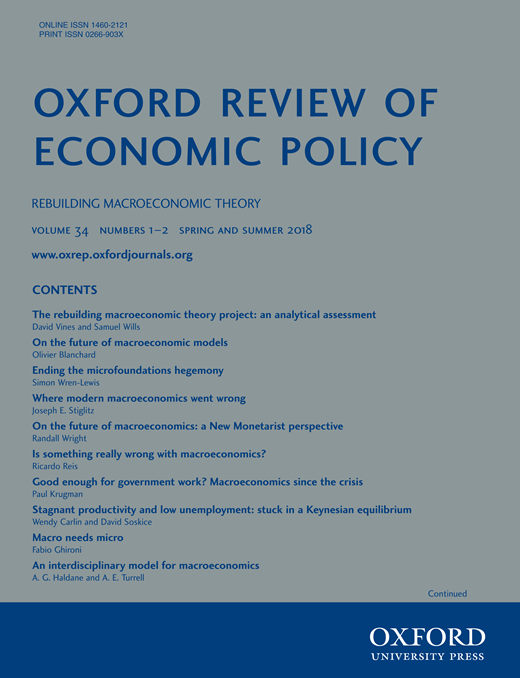 ONLINE ISSN 1460-2121
PRINT ISSN 0266-903X
OXFORD REVIEW OF
ECONOMIC POLICY
REBUILDING MACROECONOMIC THEORY
VOLUME 34 NUMBERS 1–2 SPRING AND SUMMER 2018
www.oxrep.oxfordjournals.org
CONTENTS
The rebuilding macroeconomic theory project: an analytical assessment
David Vines and Samuel Wills
On the future of macroeconomic models
Olivier Blanchard
Ending the microfoundations hegemony
Simon Wren-Lewis
Where modern macroeconomics went wrong
Joseph E. Stiglitz
On the future of macroeconomics: a New Monetarist perspective
Randall Wright
Is something really wrong with macroeconomics?
Ricardo Reis
Good enough for government work? Macroeconomics since the crisis
Paul Krugman
Stagnant productivity and low unemployment: stuck in a Keynesian equilibrium
Wendy Carlin and David Soskice
Macro needs micro
Fabio Ghironi
An interdisciplinary model for macroeconomics
A. G. Haldane and A. E. Turrell
Continued
OXFORD
UNIVERSITY PRESS